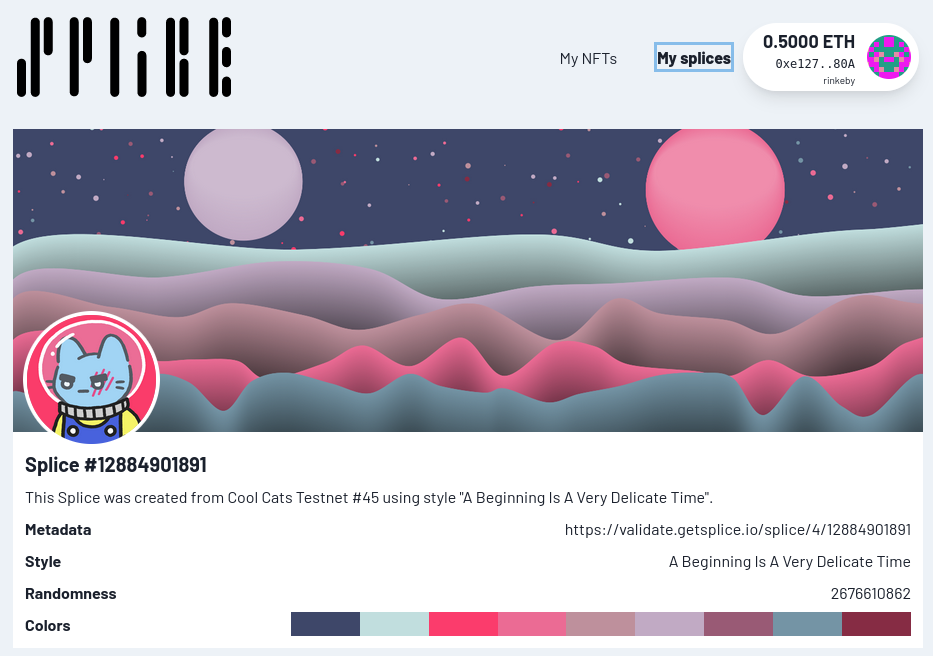 SPLICE
My NFTs
My splices
0.5000 ETH
0xe127..80A
rinkeby
Splice #12884901891
This Splice was created from Cool Cats Testnet #45 using style "A Beginning Is A Very Delicate Time".
Metadata https://validate.getsplice.io/splice/4/12884901891
Style A Beginning Is A Very Delicate Time
Randomness 2676610862
Colors